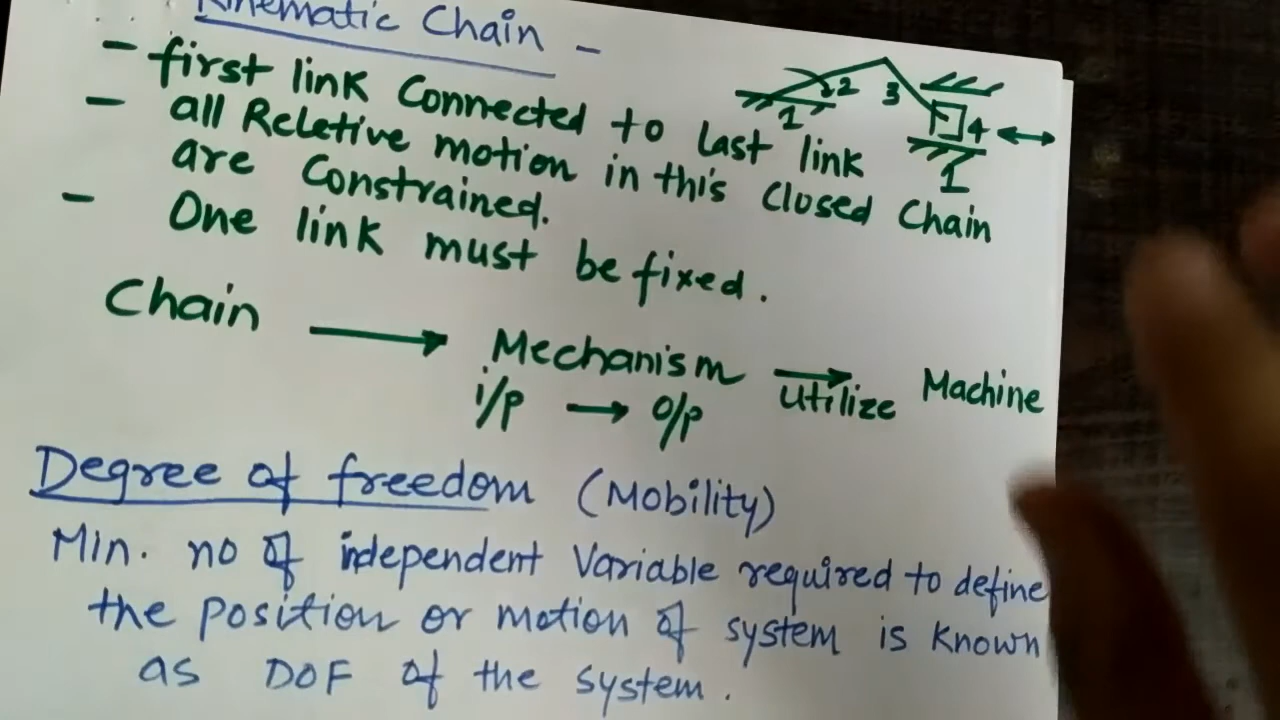 Kinematic Chain -
- first link Connected to Last link
- all Reletive motion in this Closed Chain
are Constrained.
- One link must be fixed.
1 2 3 4
1
Chain → Mechanism → Machine
i/p → o/p utilize
Degree of freedom (Mobility)
Min. no of independent Variable required to define
the position or motion of system is known
as DOF of the system.